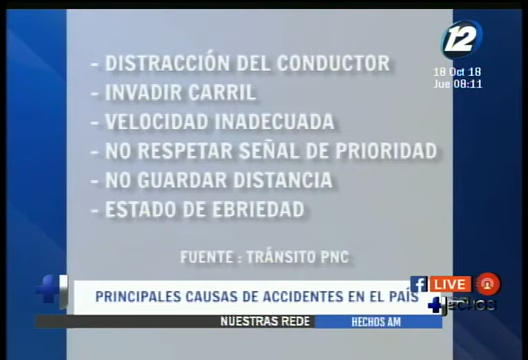 12
18 Oct 18
Jue 08:11
- DISTRACCIÓN DEL CONDUCTOR
- INVADIR CARRIL
- VELOCIDAD INADECUADA
- NO RESPETAR SEÑAL DE PRIORIDAD
- NO GUARDAR DISTANCIA
- ESTADO DE EBRIEDAD
FUENTE : TRÁNSITO PNC
f LIVE
PRINCIPALES CAUSAS DE ACCIDENTES EN EL PAÍS
HECHOS
NUESTRAS REDE HECHOS AM